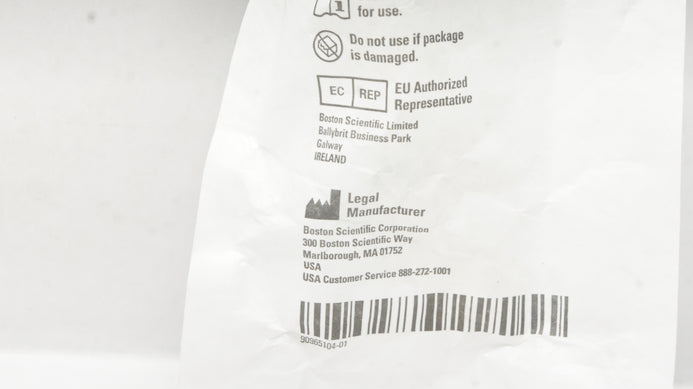 for use.
Do not use if package
is damaged.
EC REP
EU Authorized
Representative
Boston Scientific Limited
Ballybrit Business Park
Galway
IRELAND
Legal
Manufacturer
Boston Scientific Corporation
300 Boston Scientific Way
Marlborough, MA 01752
USA
USA Customer Service 888-272-1001
90965104-01